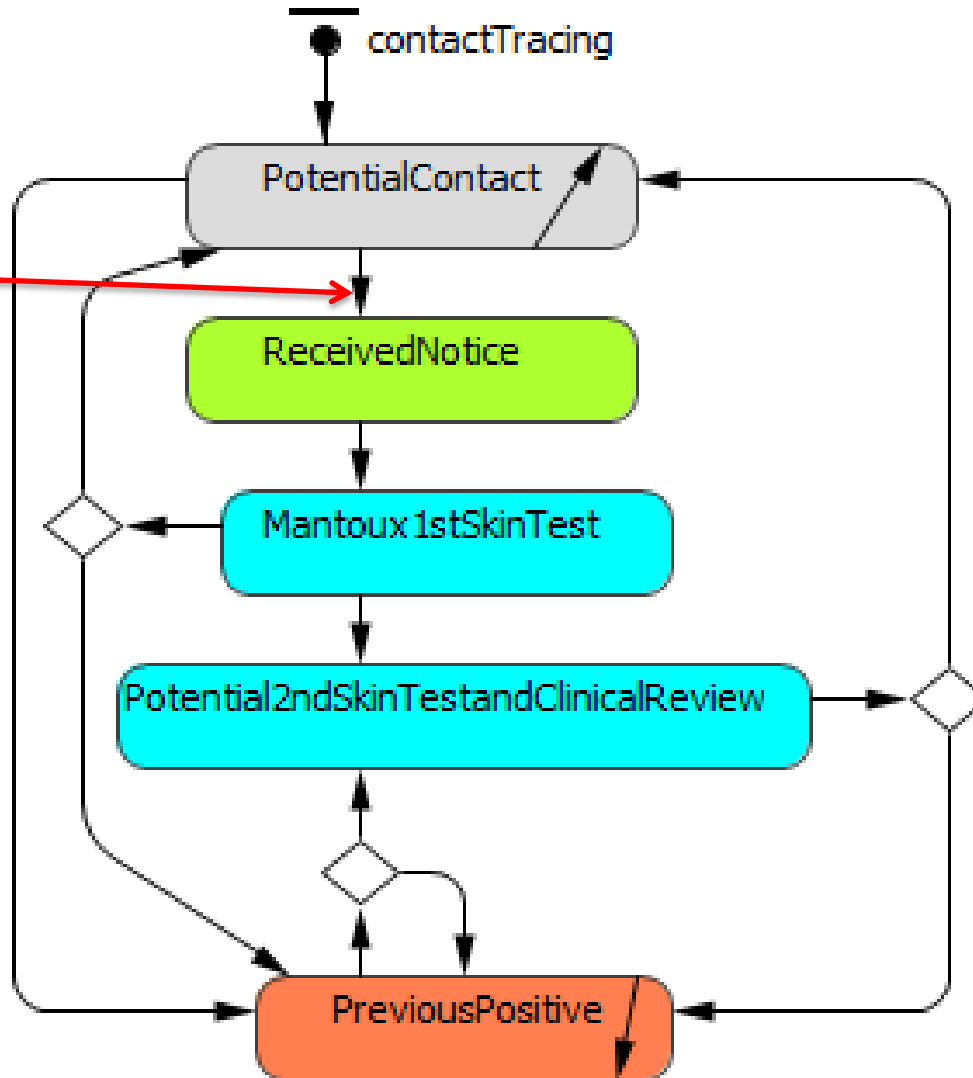 contactTracing
PotentialContact
ReceivedNotice
Mantoux1stSkinTest
Potential2ndSkinTestandClinicalReview
PreviousPositive